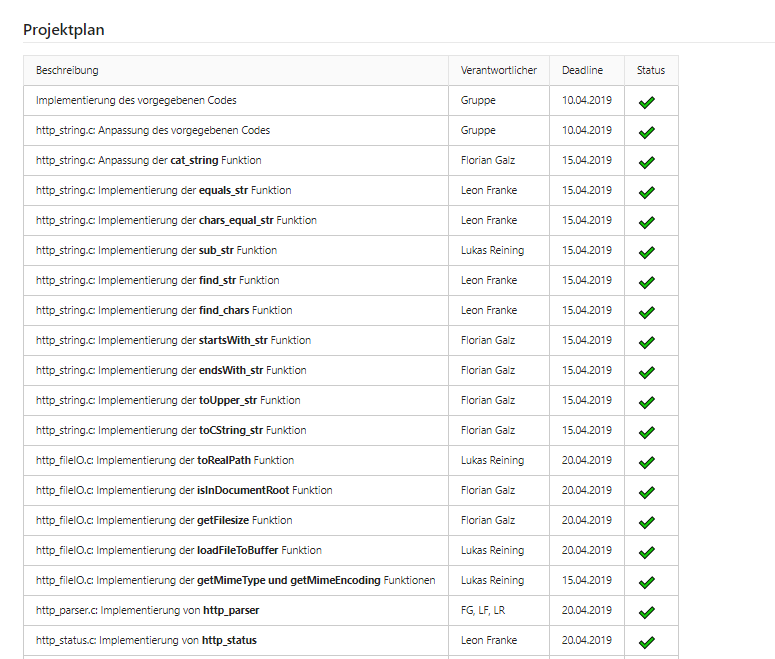 Projektplan
Beschreibung Verantwortlicher Deadline Status
Implementierung des vorgegebenen Codes Gruppe 10.04.2019
http_string.c: Anpassung des vorgegebenen Codes Gruppe 10.04.2019
http_string.c: Anpassung der cat_string Funktion Florian Galz 15.04.2019
http_string.c: Implementierung der equals_str Funktion Leon Franke 15.04.2019
http_string.c: Implementierung der chars_equal_str Funktion Leon Franke 15.04.2019
http_string.c: Implementierung der sub_str Funktion Lukas Reining 15.04.2019
http_string.c: Implementierung der find_str Funktion Leon Franke 15.04.2019
http_string.c: Implementierung der find_chars Funktion Leon Franke 15.04.2019
http_string.c: Implementierung der startsWith_str Funktion Florian Galz 15.04.2019
http_string.c: Implementierung der endsWith_str Funktion Florian Galz 15.04.2019
http_string.c: Implementierung der toUpper_str Funktion Florian Galz 15.04.2019
http_string.c: Implementierung der toCString_str Funktion Florian Galz 15.04.2019
http_fileIO.c: Implementierung der toRealPath Funktion Lukas Reining 20.04.2019
http_fileIO.c: Implementierung der isInDocumentRoot Funktion Florian Galz 20.04.2019
http_fileIO.c: Implementierung der getFilesize Funktion Florian Galz 20.04.2019
http_fileIO.c: Implementierung der loadFileToBuffer Funktion Lukas Reining 20.04.2019
http_fileIO.c: Implementierung der getMimeType und getMimeEncoding Funktionen Lukas Reining 15.04.2019
http_parser.c: Implementierung von http_parser FG, LF, LR 20.04.2019
http_status.c: Implementierung von http_status Leon Franke 20.04.2019